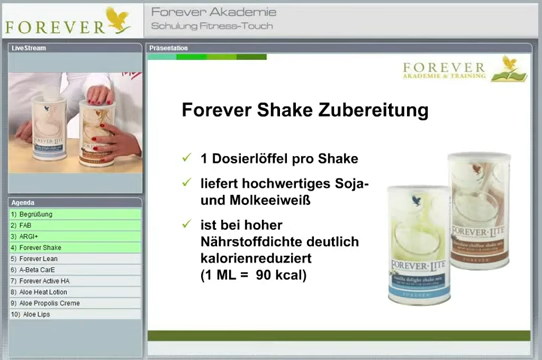 FOREVER
Forever Akademie
Schulung Fitness-Touch
LiveStream
Präsentation
FOREVER
AKADEMIE & TRAINING
Forever Shake Zubereitung
1 Dosierlöffel pro Shake
liefert hochwertiges Soja-
und Molkeeiweiß
ist bei hoher
Nährstoffdichte deutlich
kalorienreduziert
(1 ML = 90 kcal)
FOREVER-LITE
FOREVER-LITE
FOREVER
Agenda
1) Begrüßung
2) FAB
3) ARGI+
4) Forever Shake
5) Forever Lean
6) A-Beta CarE
7) Forever Active HA
8) Aloe Heat Lotion
9) Aloe Propolis Creme
10) Aloe Lips